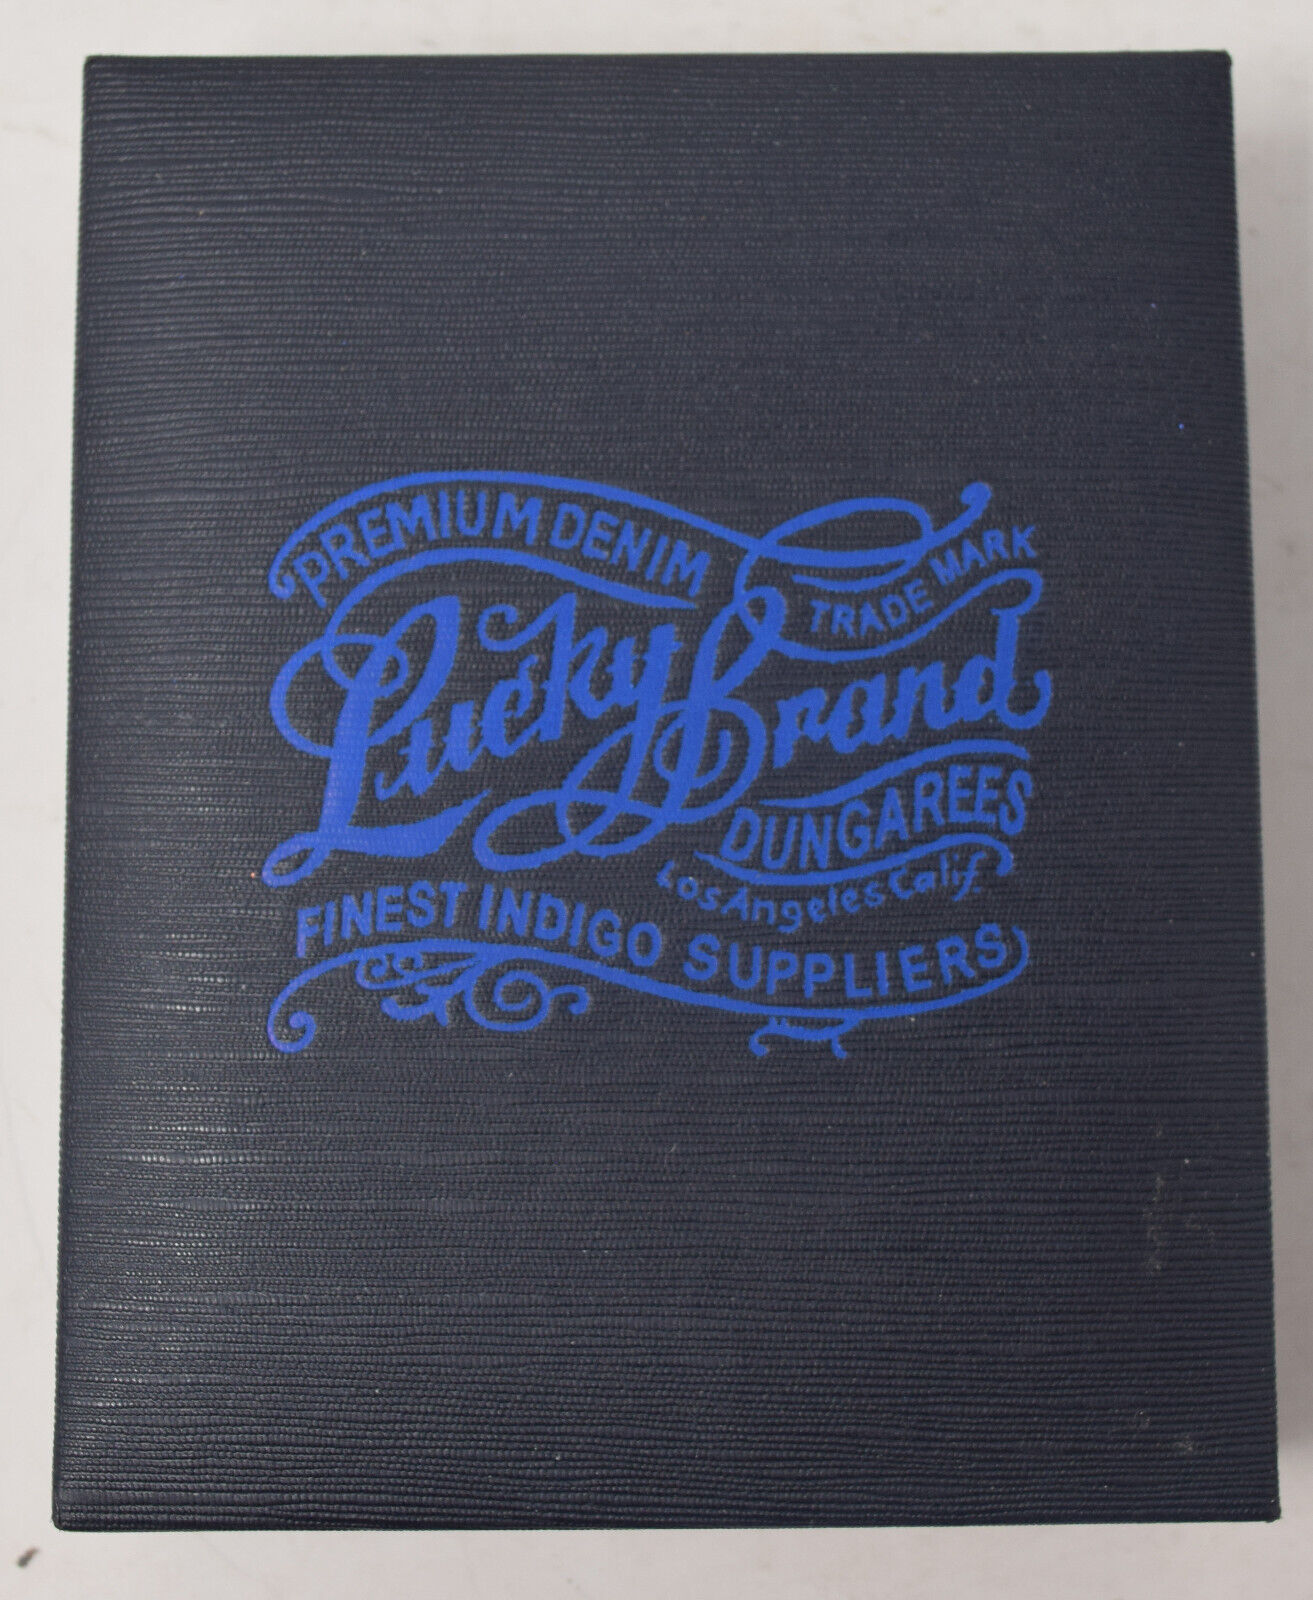 PREMIUM DENIM
TRADE MARK
Lucky Brand
DUNGAREES
Los Angeles Calif.
FINEST INDIGO SUPPLIERS